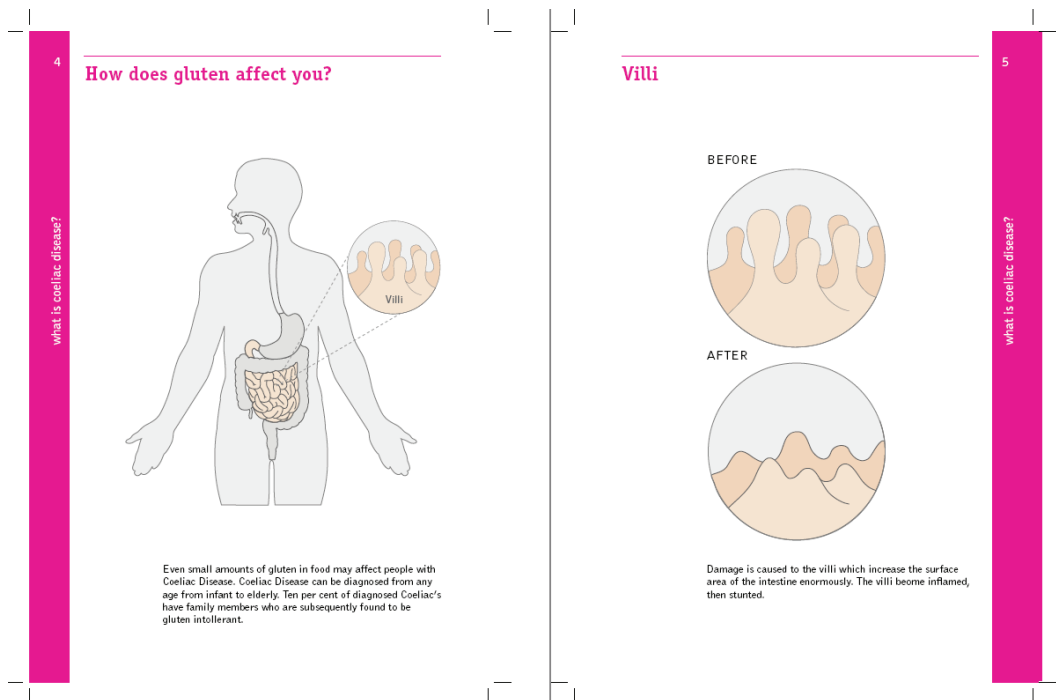 4
How does gluten affect you?
what is coeliac disease?
Villi
Even small amounts of gluten in food may affect people with
Coeliac Disease. Coeliac Disease can be diagnosed from any
age from infant to elderly. Ten per cent of diagnosed Coeliac's
have family members who are subsequently found to be
gluten intollerant.
5
Villi
what is coeliac disease?
BEFORE
AFTER
Damage is caused to the villi which increase the surface
area of the intestine enormously. The villi beome inflamed,
then stunted.